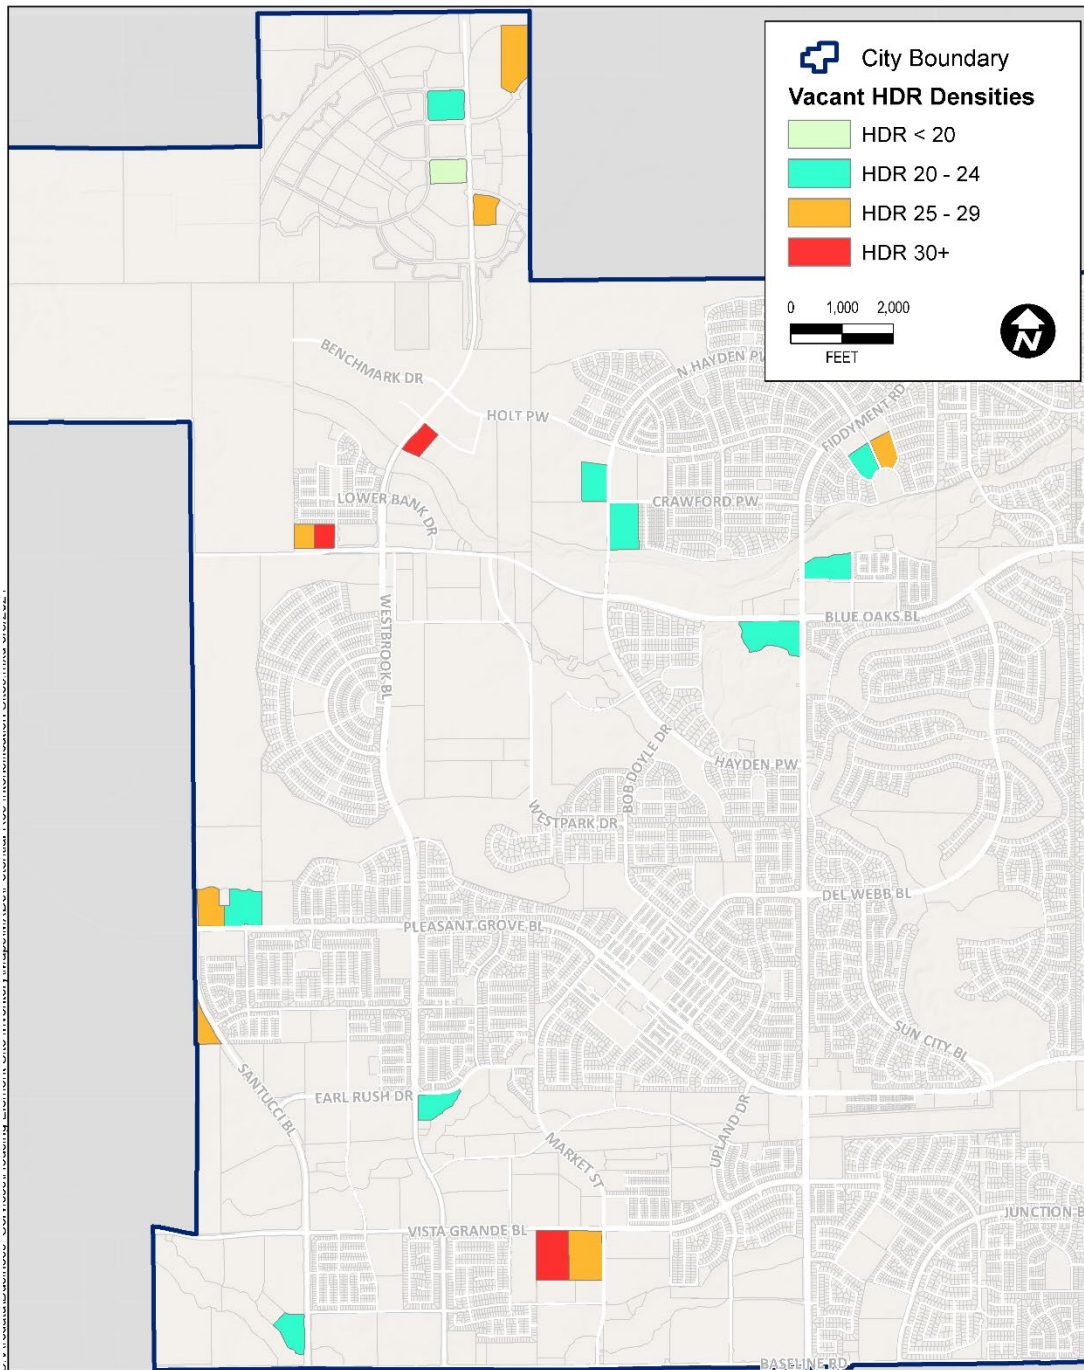 City Boundary
Vacant HDR Densities
HDR < 20
HDR 20 - 24
HDR 25 - 29
HDR 30+
0 1,000 2,000
FEET
N
BENCHMARK DR
N HAYDEN PW
HOLT PW
FIDDYMENT RD
LOWER BANK DR
CRAWFORD PW
WESTBROOK BL
BLUE OAKS BL
BOB DOYLE DR
HAYDEN PW
WESTPARK DR
DEL WEBB BL
PLEASANT GROVE BL
SUN CITY BL
SANTUCCI BL
EARL RUSH DR
UPLAND DR
MARKET ST
JUNCTION B
VISTA GRANDE BL
BASELINE RD